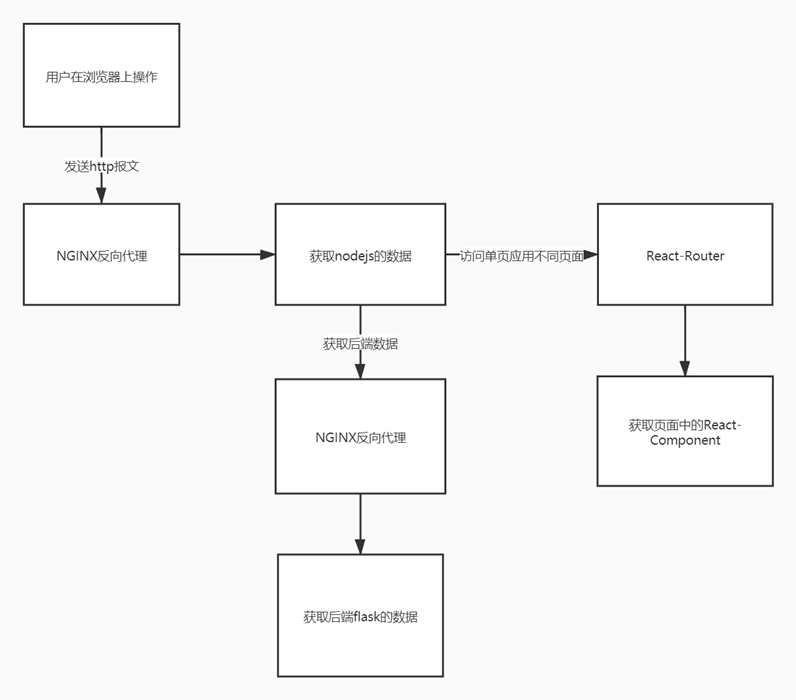 用户在浏览器上操作
发送http报文
NGINX反向代理
获取nodejs的数据
访问单页应用不同页面
React-Router
获取后端数据
NGINX反向代理
获取页面中的React-
Component
获取后端flask的数据